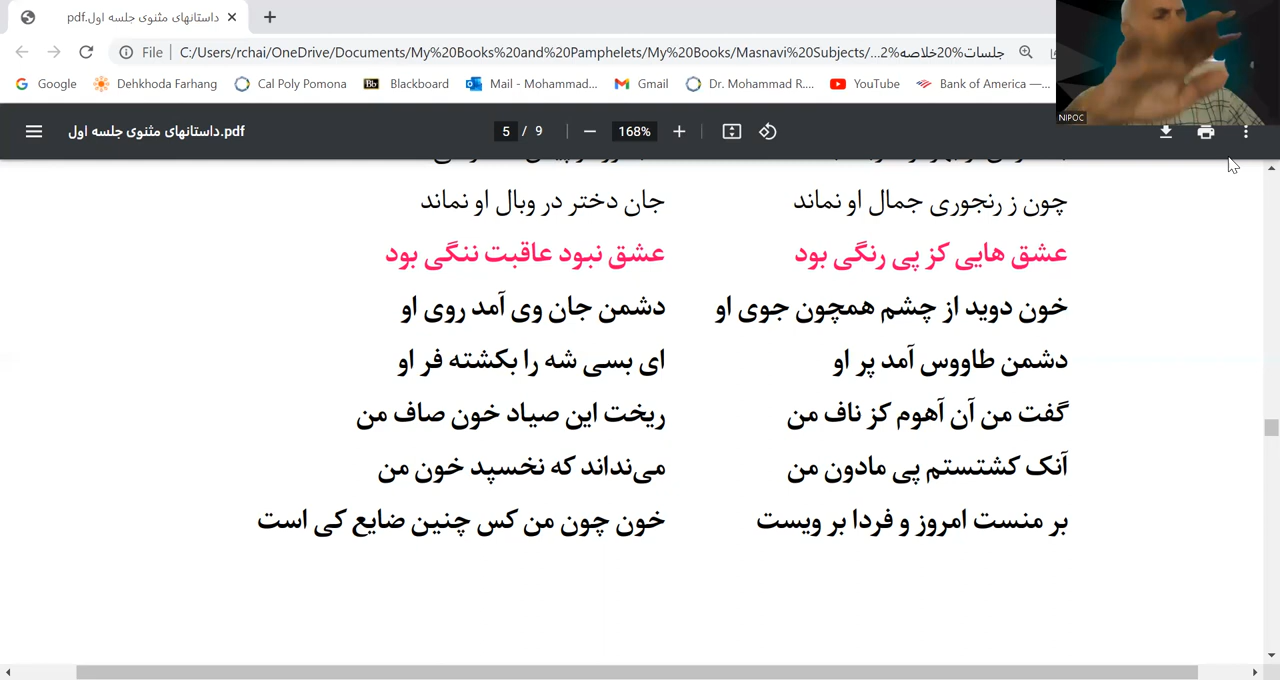 داستانهای مثنوی جلسه اول.pdf
File C:/Users/rchai/OneDrive/Documents/My%20Books%20and%20Pamphelets/My%20Books/Masnavi%20Subjects/جلسات%20خلاصه%2...
Google Dehkhoda Farhang Cal Poly Pomona Bb Blackboard Mail - Mohammad... Gmail Dr. Mohammad R.... YouTube Bank of America —...
NIPOC
داستانهای مثنوی جلسه اول.pdf 5 / 9 168%
چون ز رنجوری جمال او نماند جان دختر در وبال او نماند
عشق هایی کز پی رنگی بود عشق نبود عاقبت ننگی بود
خون دوید از چشم همچون جوی او دشمن جان وی آمد روی او
دشمن طاووس آمد پر او ای بسی شه را بکشته فر او
گفت من آن آهوم کز ناف من ریخت این صیاد خون صاف من
آنک کشتستم پی مادون من می‌نداند که نخسپد خون من
بر منست امروز و فردا بر ویست خون چون من کس چنین ضایع کی است